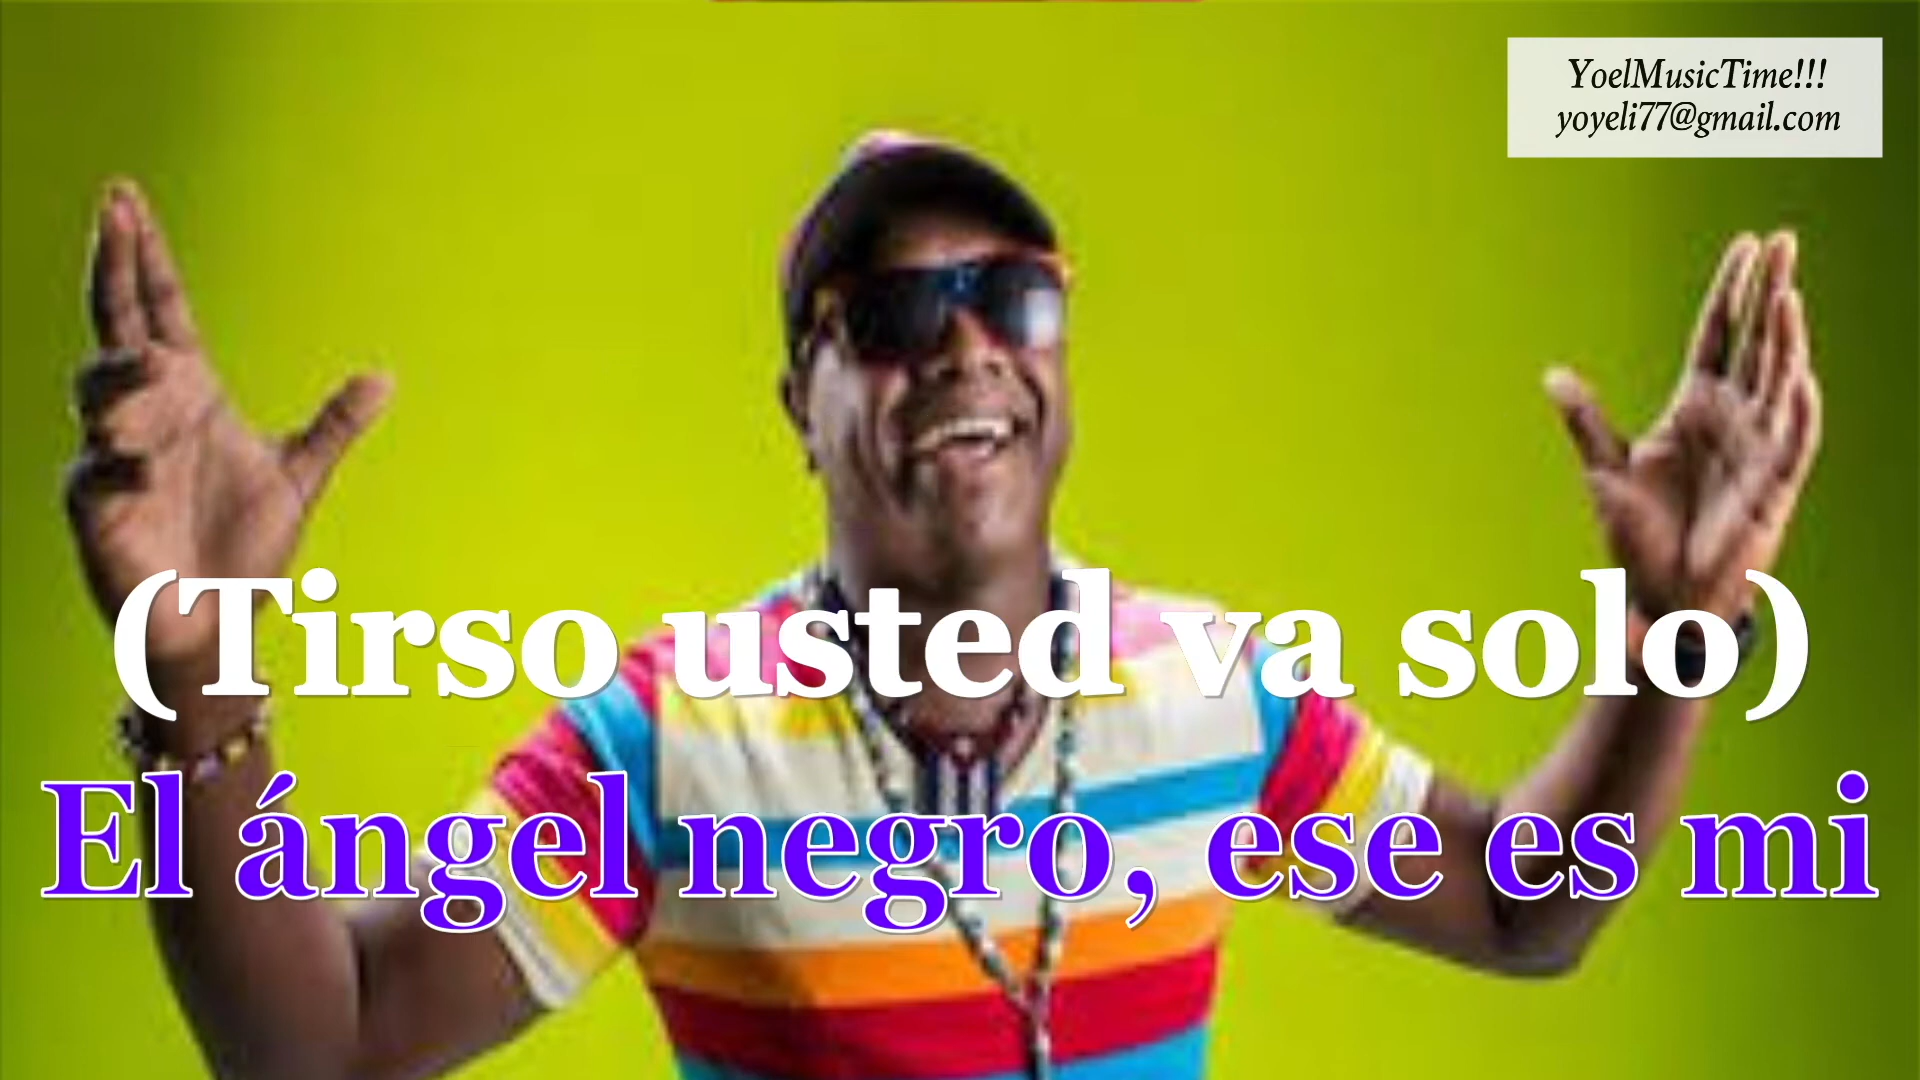 YoelMusicTime!!!
yoyeli77@gmail.com
(Tirso usted va solo)
El ángel negro, ese es mi